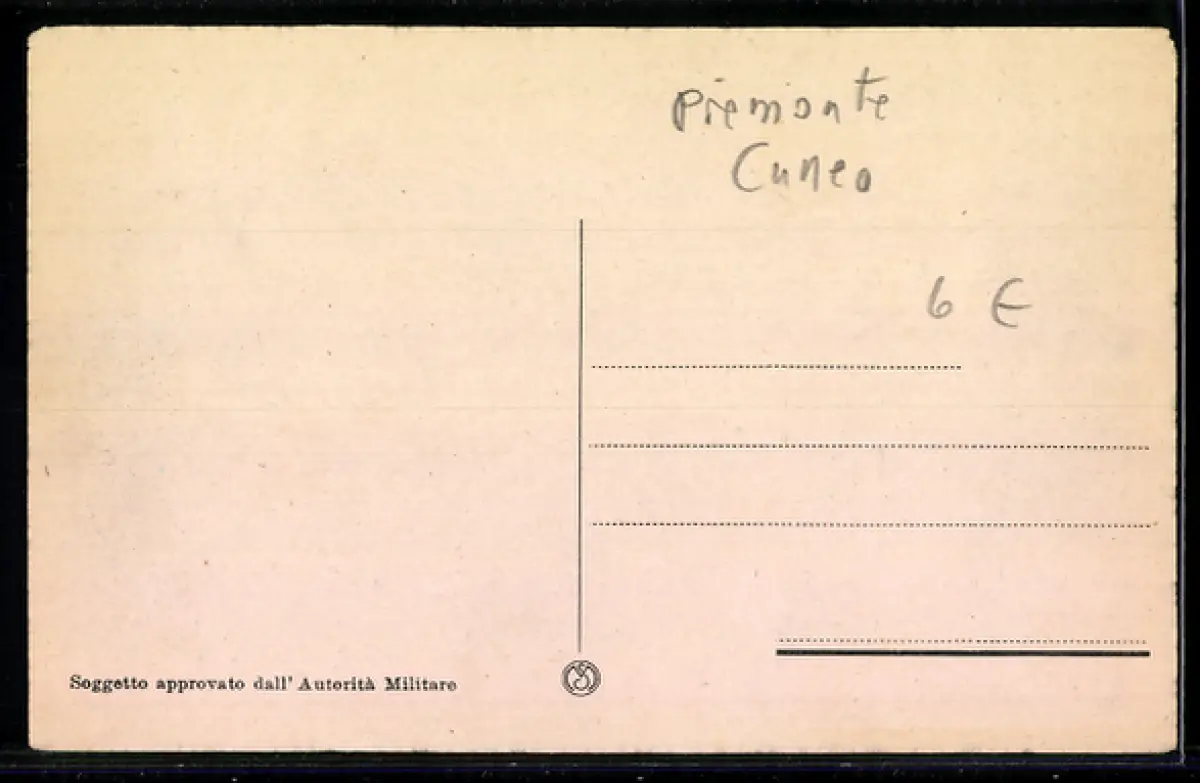 Piemonte
Cuneo
6 €
Soggetto approvato dall' Autorità Militare